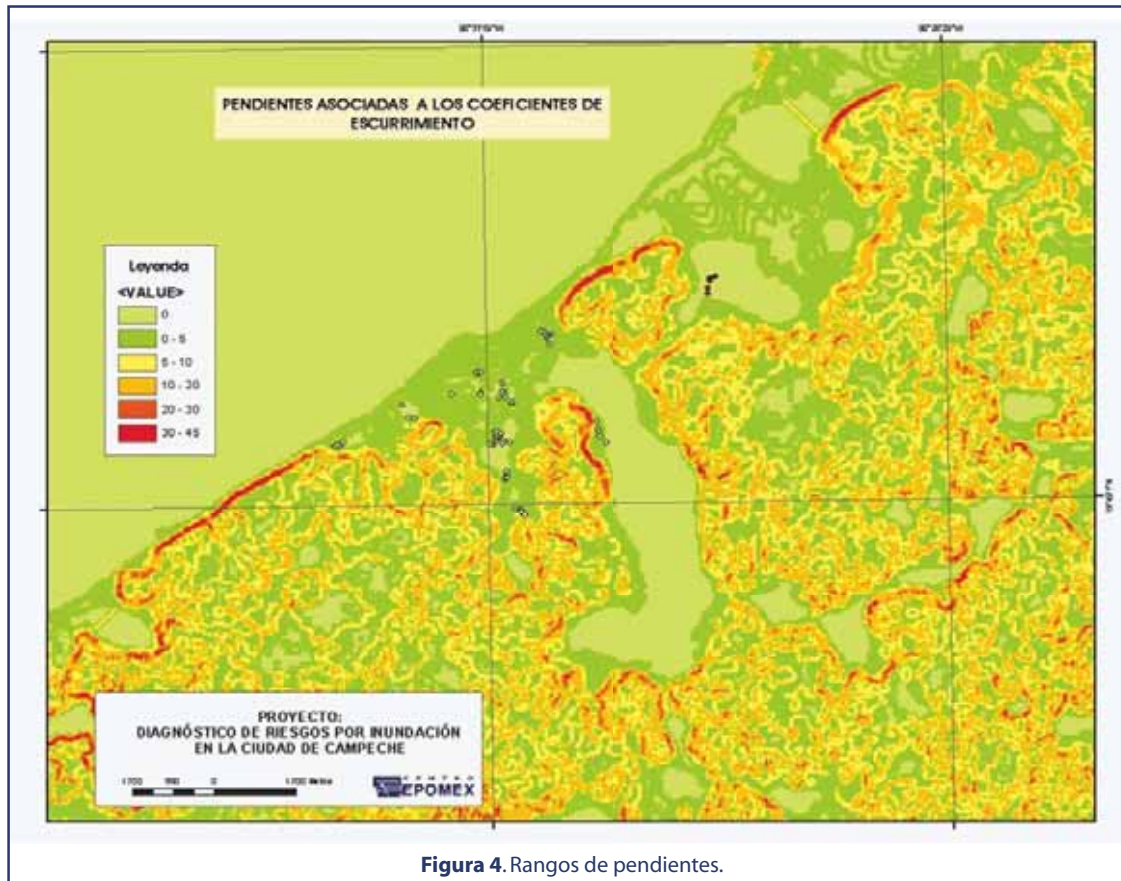 PENDIENTES ASOCIADAS A LOS COEFICIENTES DE
ESCURRIMIENTO
Leyenda
<VALUE>
0
0 - 5
5 - 10
10 - 20
20 - 30
30 - 45
PROYECTO:
DIAGNÓSTICO DE RIESGOS POR INUNDACIÓN
EN LA CIUDAD DE CAMPECHE
0
EPOMEX
Figura 4. Rangos de pendientes.